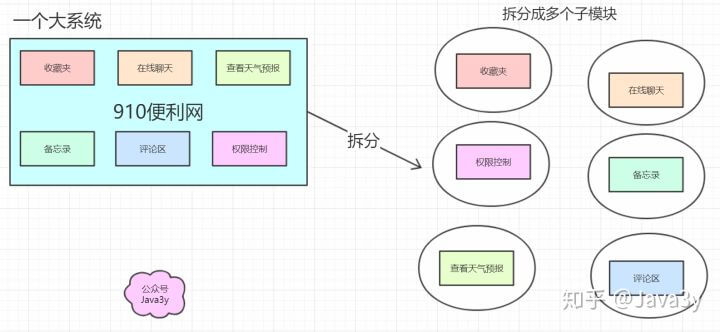 一个大系统
收藏夹
在线聊天
查看天气预报
910便利网
备忘录
评论区
权限控制
拆分
拆分成多个子模块
收藏夹
在线聊天
权限控制
备忘录
查看天气预报
评论区
公众号
Java3y
知乎 @Java3y